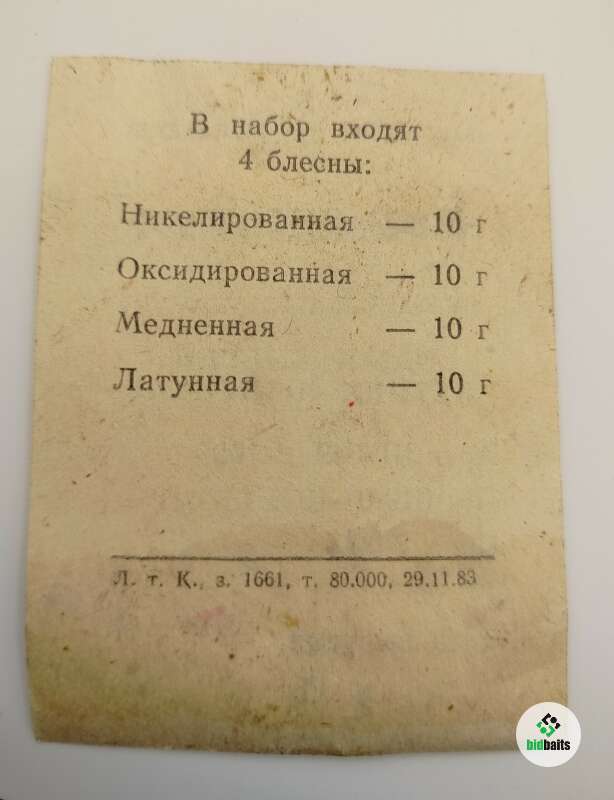 В набор входят
4 блесны:
Никелированная — 10 г
Оксидированная — 10 г
Медненная — 10 г
Латунная — 10 г
Л. т. К., з. 1661, т. 80.000, 29.11.83
bidbaits